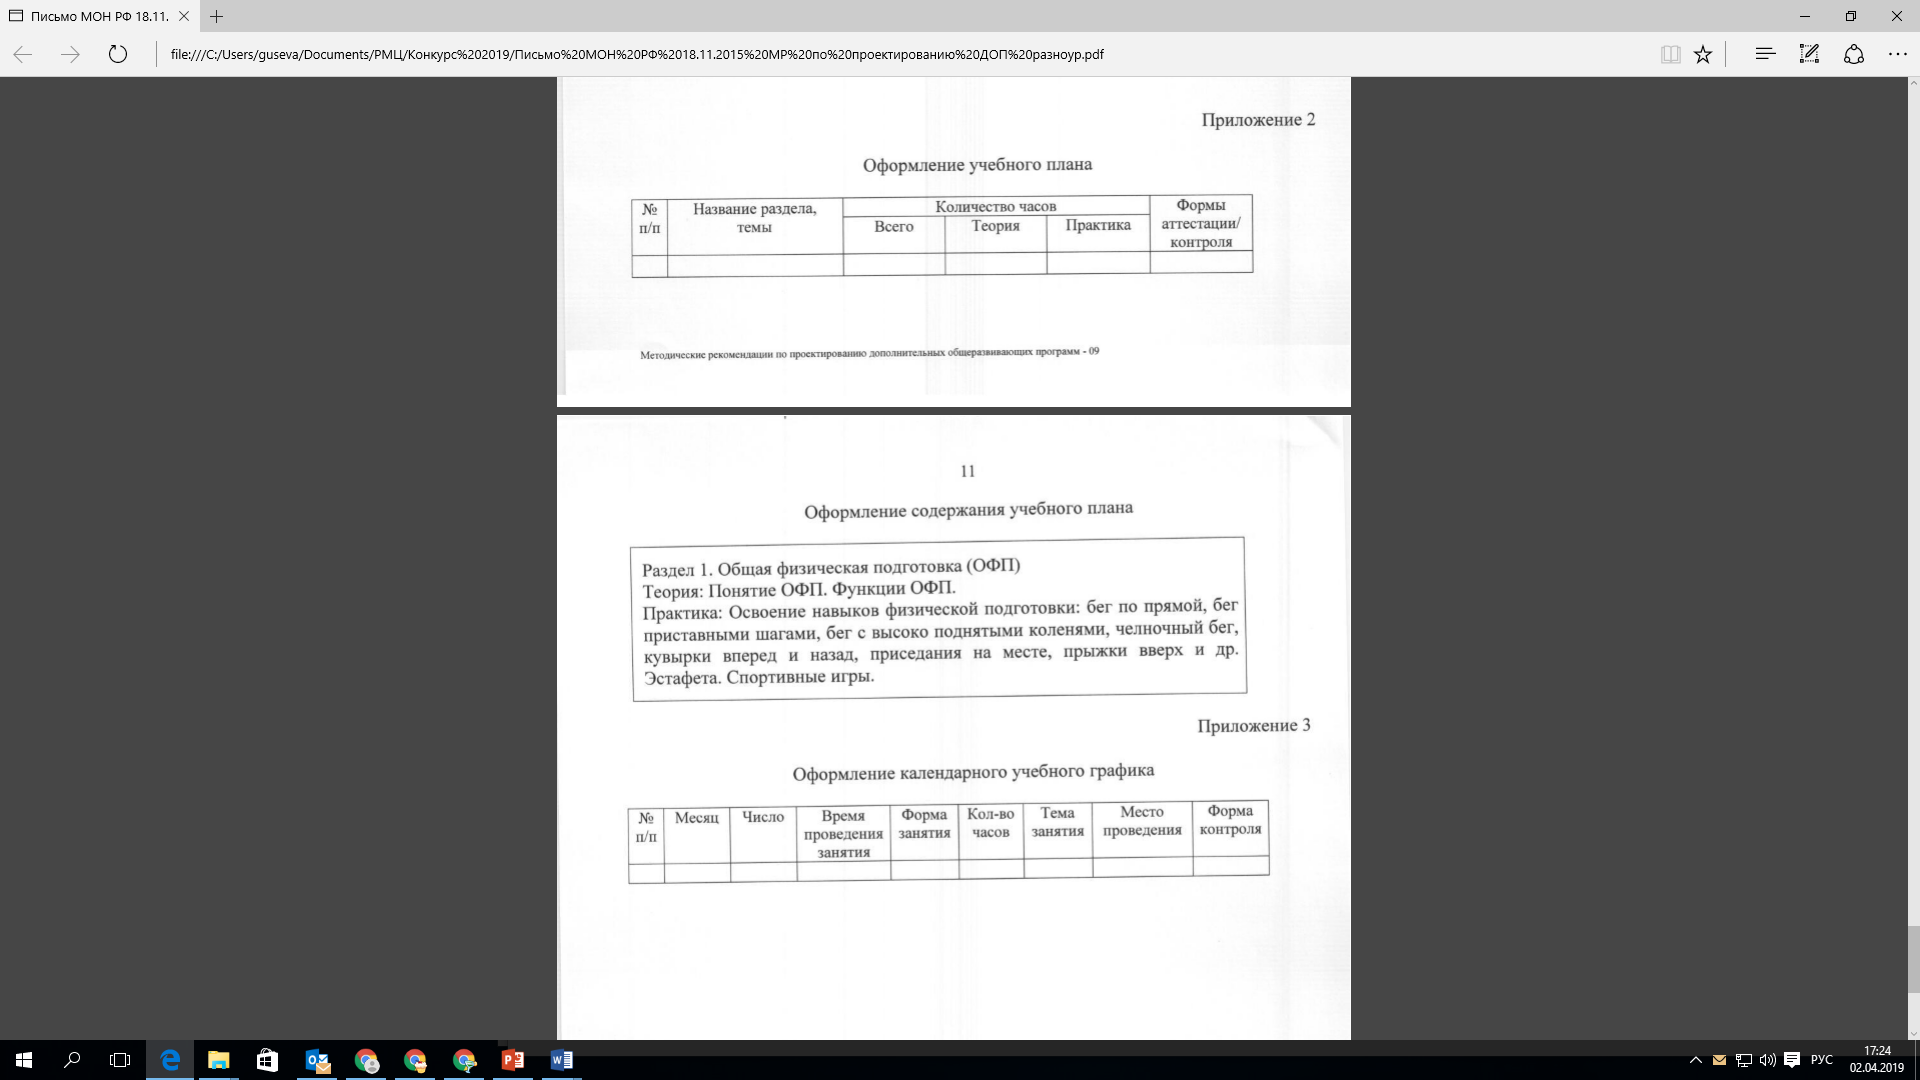 Письмо МОН РФ 18.11.
file:///C:/Users/guseva/Documents/РМЦ/Конкурс%202019/Письмо%20МОН%20РФ%2018.11.2015%20МР%20по%20проектированию%20ДОП%20разноур.pdf
Приложение 2
Оформление учебного плана
№ п/п
Название раздела, темы
Количество часов
Всего
Теория
Практика
Формы аттестации/ контроля
Методические рекомендации по проектированию дополнительных общеразвивающих программ - 09
11
Оформление содержания учебного плана
Раздел 1. Общая физическая подготовка (ОФП)
Теория: Понятие ОФП. Функции ОФП.
Практика: Освоение навыков физической подготовки: бег по прямой, бег
приставными шагами, бег с высоко поднятыми коленями, челночный бег,
кувырки вперед и назад, приседания на месте, прыжки вверх и др.
Эстафета. Спортивные игры.
Приложение 3
Оформление календарного учебного графика
№ п/п
Месяц
Число
Время проведения занятия
Форма занятия
Кол-во часов
Тема занятия
Место проведения
Форма контроля
РУС
17:24
02.04.2019